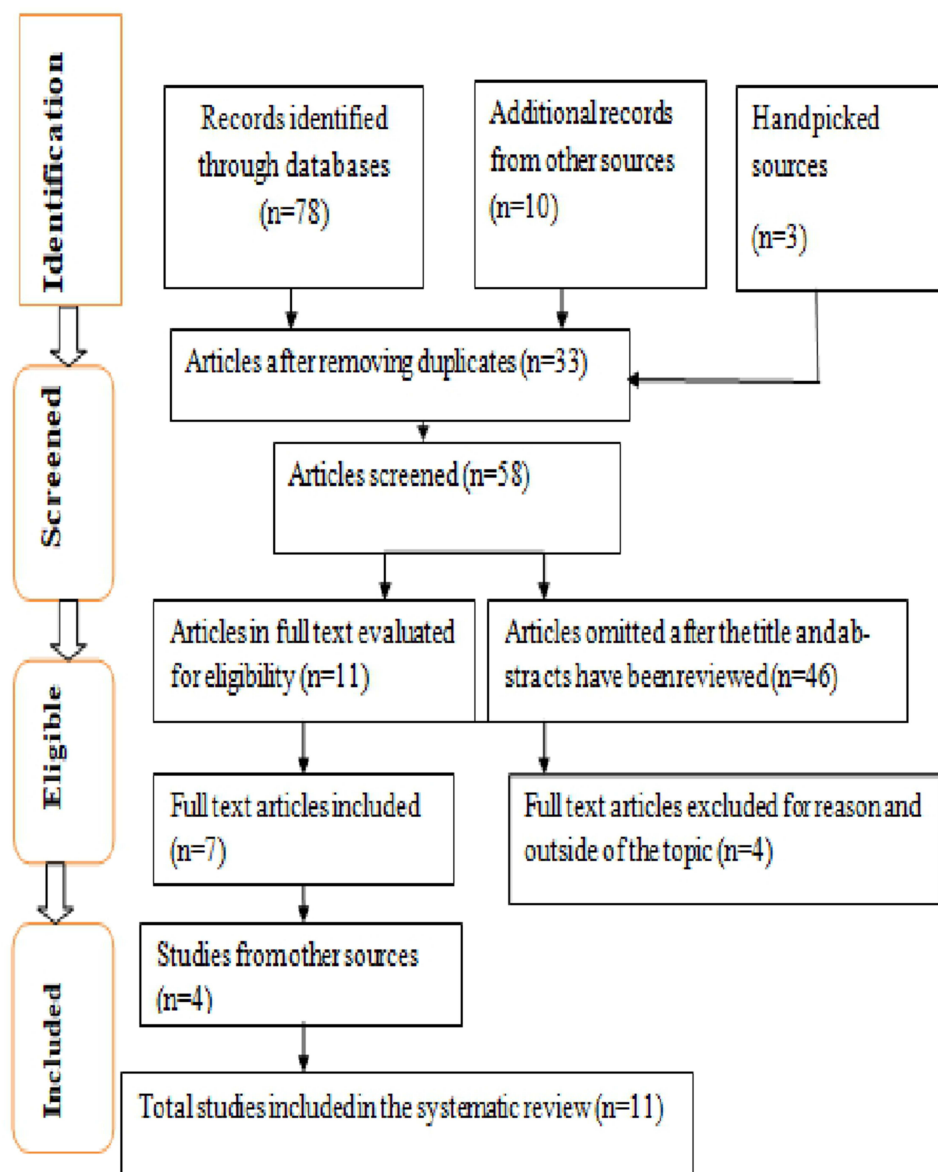 Identification
Records identified
through databases
(n=78)
Additional records
from other sources
(n=10)
Handpicked
sources
(n=3)
Articles after removing duplicates (n=33)
Screened
Articles screened (n=58)
Articles in full text evaluated
for eligibility (n=11)
Articles omitted after the title and ab-
stracts have been reviewed (n=46)
Eligible
Full text articles included
(n=7)
Full text articles excluded for reason and
outside of the topic (n=4)
Included
Studies from other sources
(n=4)
Total studies included in the systematic review (n=11)